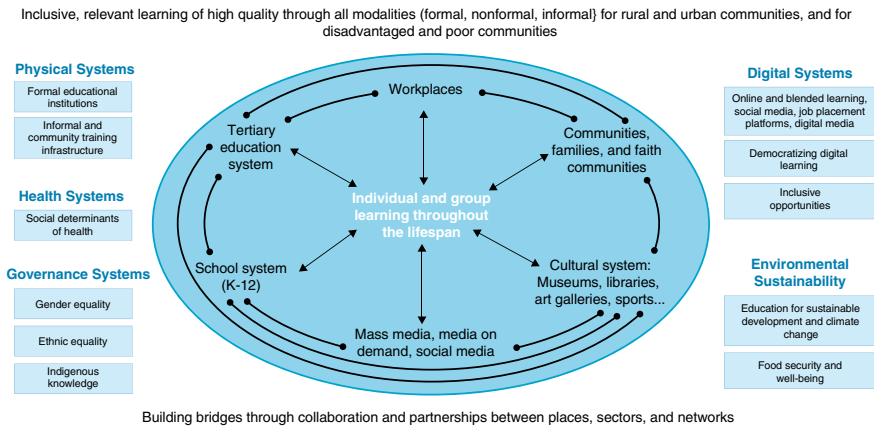 Inclusive, relevant learning of high quality through all modalities (formal, nonformal, informal} for rural and urban communities, and for
disadvantaged and poor communities
Physical Systems
Formal educational
institutions
Informal and
community training
infrastructure
Health Systems
Social determinants
of health
Governance Systems
Gender equality
Ethnic equality
Indigenous
knowledge
Workplaces
Tertiary
education
system
Communities,
families, and faith
communities
Individual and group
learning throughout
the lifespan
School system
(K-12)
Cultural system:
Museums, libraries,
art galleries, sports...
Mass media, media on
demand, social media
Digital Systems
Online and blended learning,
social media, job placement
platforms, digital media
Democratizing digital
learning
Inclusive
opportunities
Environmental
Sustainability
Education for sustainable
development and climate
change
Food security and
well-being
Building bridges through collaboration and partnerships between places, sectors, and networks